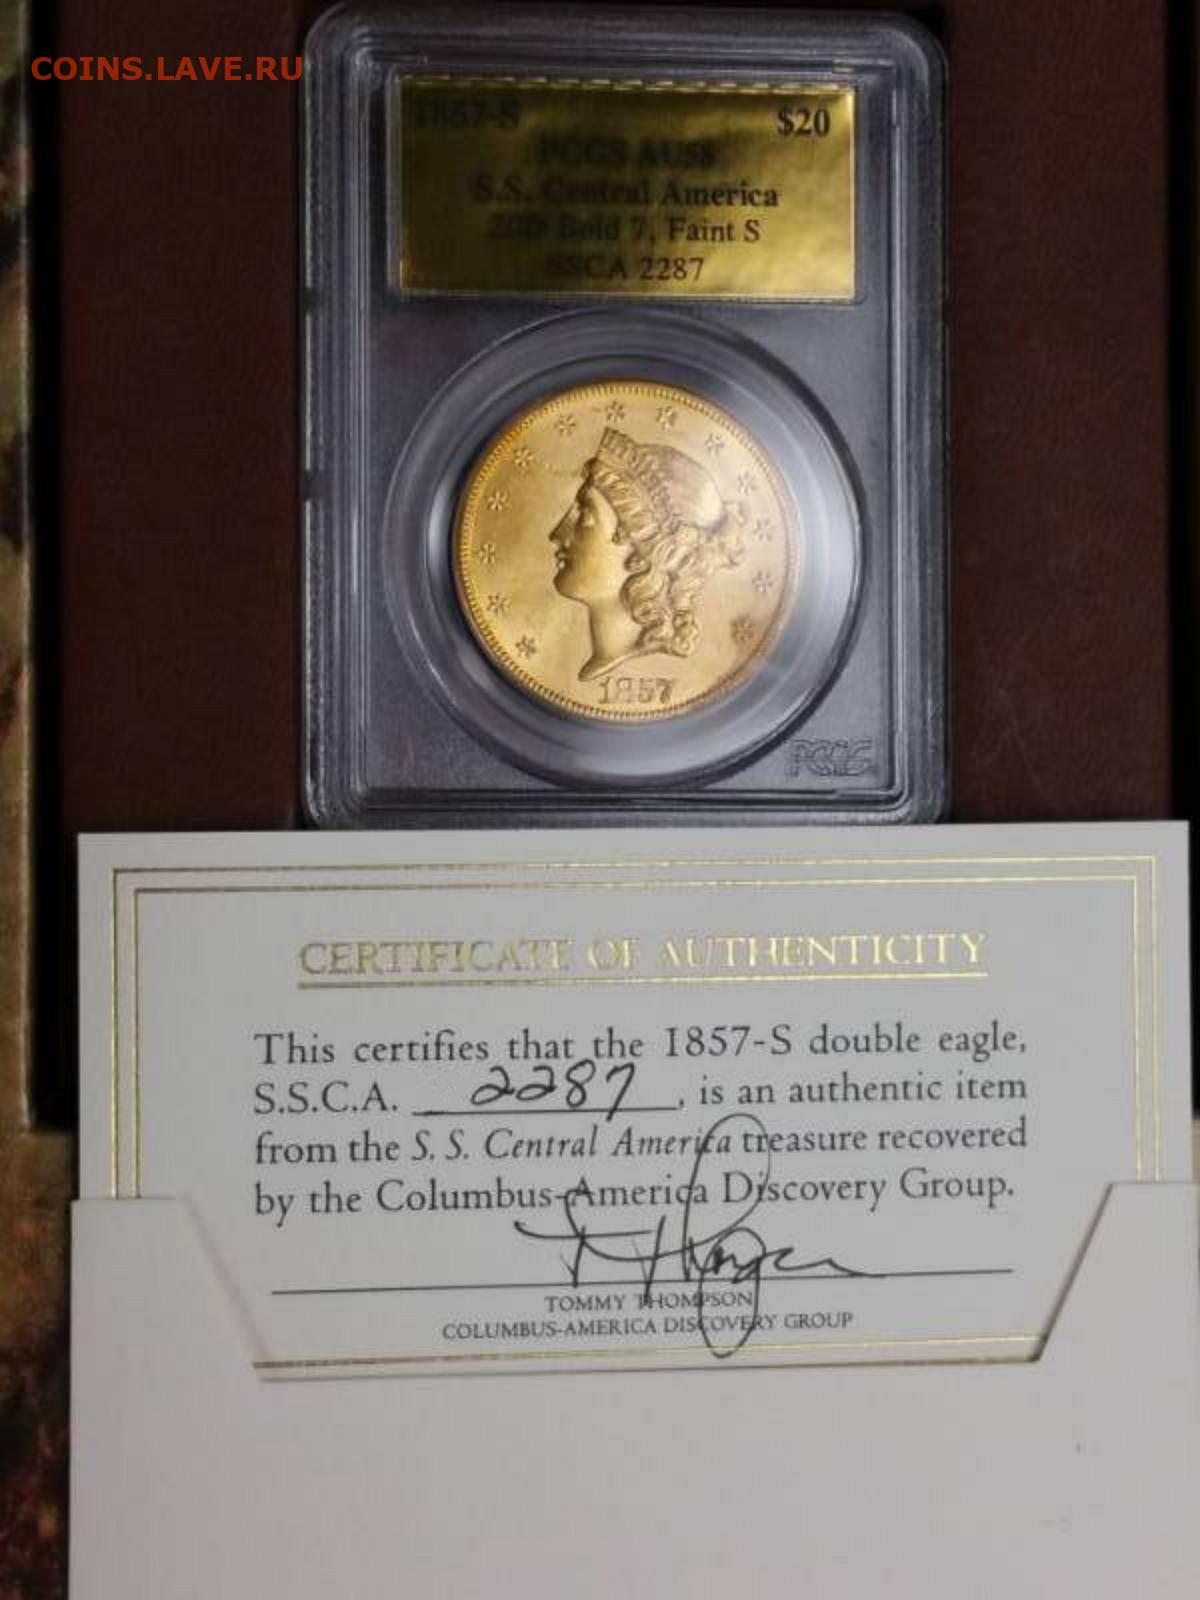 COINS.LAVE.RU
1857-S $20
PCGS AU58
S.S. Central America
20D Bold 7, Faint S
SSCA 2287
1857
PCGS
CERTIFICATE OF AUTHENTICITY
This certifies that the 1857-S double eagle,
S.S.C.A. 2287, is an authentic item
from the S. S. Central America treasure recovered
by the Columbus-America Discovery Group.
TOMMY THOMPSON
COLUMBUS-AMERICA DISCOVERY GROUP